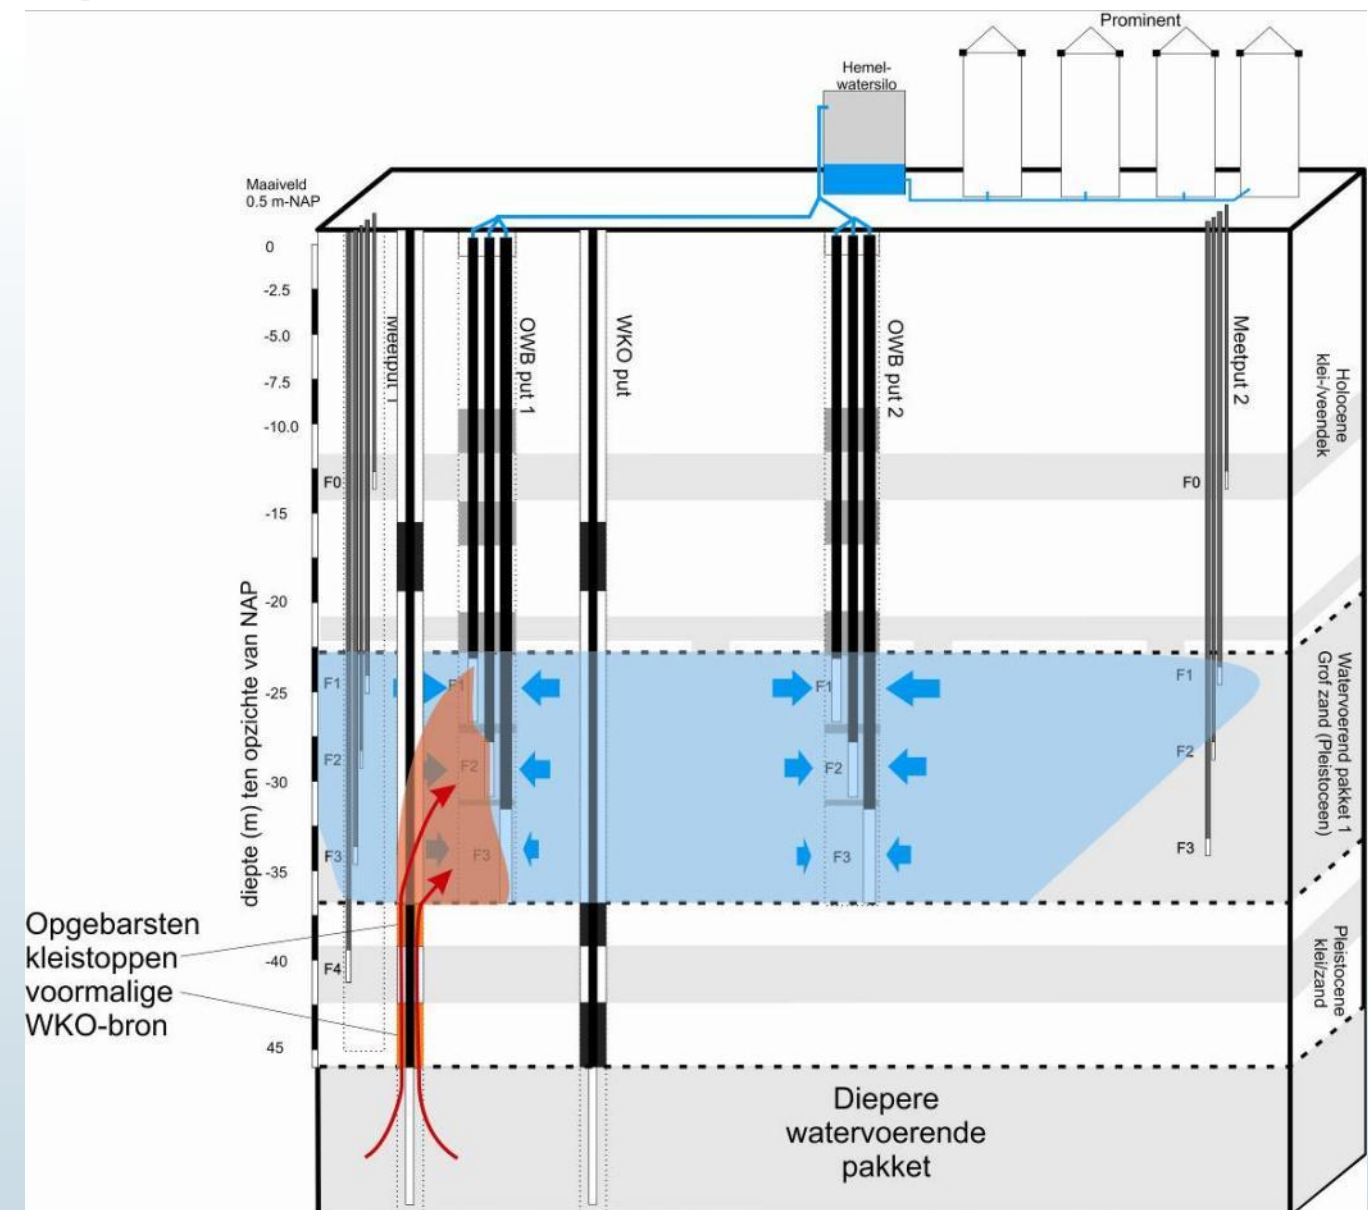 Prominent
Hemel-
watersilo
Maaiveld
0.5 m-NAP
0
-2.5
-5.0
-7.5
-10.0
-15
-20
-25
-30
-35
-40
45
diepte (m) ten opzichte van NAP
Meetput 1
OWB put 1
WKO put
OWB put 2
Meetput 2
Holocene
klei-/veendek
Watervoerend pakket 1
Grof zand (Pleistoceen)
Pleistocene
klei/zand
F0
F1
F2
F3
F4
F1
F2
F3
F1
F2
F3
F0
F1
F2
F3
Opgebarsten
kleistoppen
voormalige
WKO-bron
Diepere
watervoerende
pakket